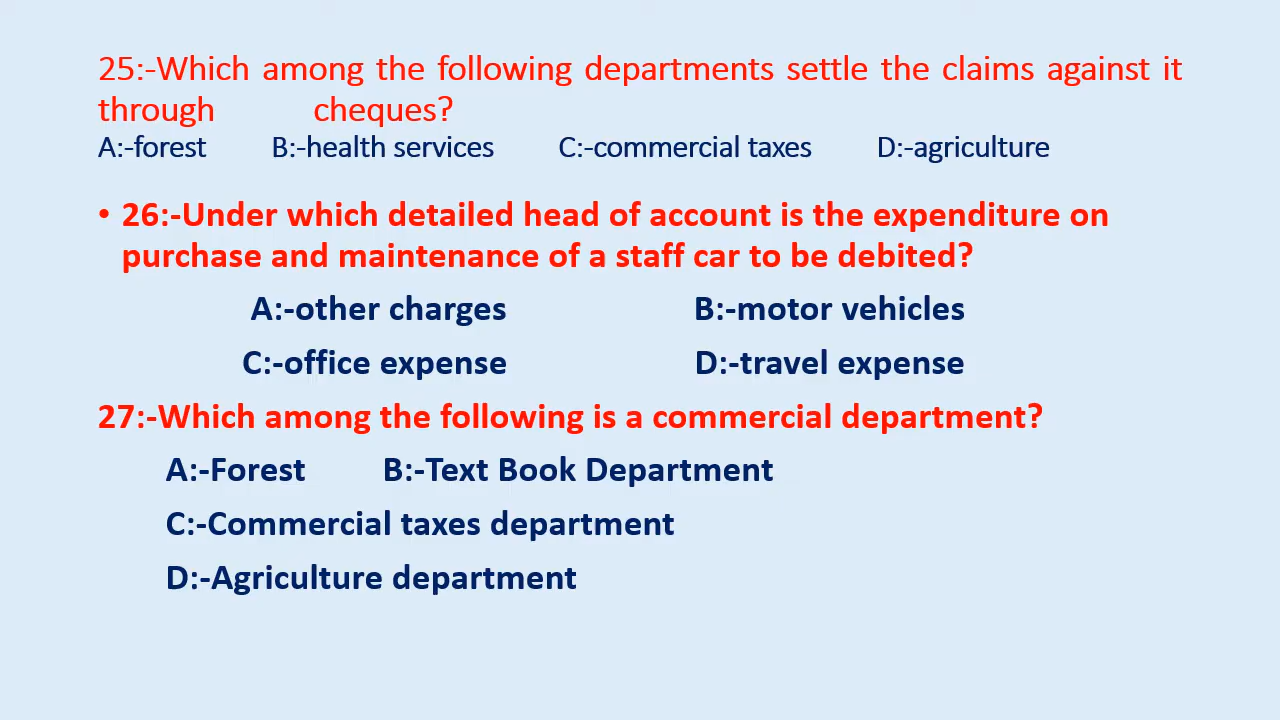 25:-Which among the following departments settle the claims against it
through cheques?
A:-forest B:-health services C:-commercial taxes D:-agriculture
• 26:-Under which detailed head of account is the expenditure on
purchase and maintenance of a staff car to be debited?
A:-other charges B:-motor vehicles
C:-office expense D:-travel expense
27:-Which among the following is a commercial department?
A:-Forest B:-Text Book Department
C:-Commercial taxes department
D:-Agriculture department